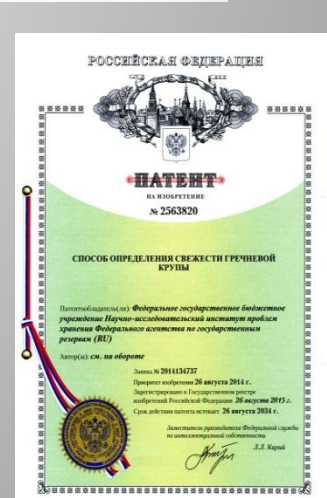 РОССИЙСКАЯ ФЕДЕРАЦИЯ
ПАТЕНТ
НА ИЗОБРЕТЕНИЕ
№ 2563820
СПОСОБ ОПРЕДЕЛЕНИЯ СВЕЖЕСТИ ГРЕЧНЕВОЙ
КРУПЫ
Патентообладатель(ли): Федеральное государственное бюджетное
учреждение Научно-исследовательский институт проблем
хранения Федерального агентства по государственным
резервам (RU)
Автор(ы): см. на обороте
Заявка № 2014134737
Приоритет изобретения 26 августа 2014 г.
Зарегистрировано в Государственном реестре
изобретений Российской Федерации 26 августа 2015 г.
Срок действия патента истекает 26 августа 2034 г.
Заместитель руководителя Федеральной службы
по интеллектуальной собственности
Л.Л. Кирий